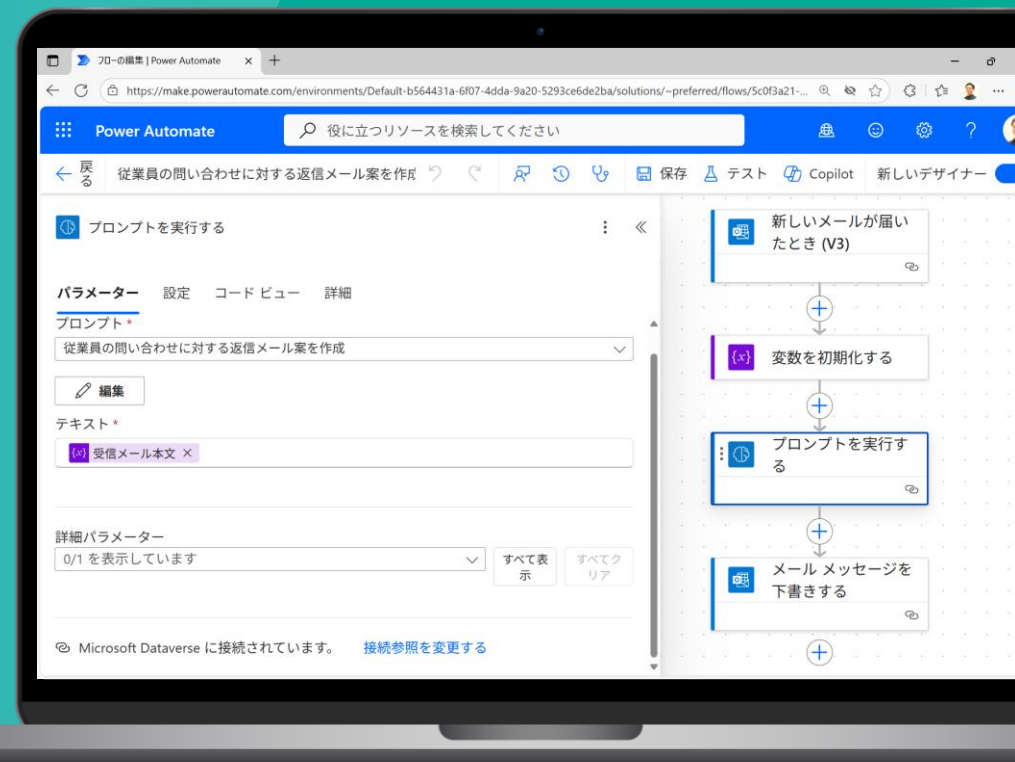 フローの編集 | Power Automate
https://make.powerautomate.com/environments/Default-b564431a-6f07-4dda-9a20-5293ce6de2ba/solutions/~preferred/flows/5c0f3a21-...
Power Automate
役に立つリソースを検索してください
戻る
従業員の問い合わせに対する返信メール案を作成
保存
テスト
Copilot
新しいデザイナー
プロンプトを実行する
パラメーター 設定 コード ビュー 詳細
プロンプト *
従業員の問い合わせに対する返信メール案を作成
編集
テキスト *
{x} 受信メール本文 ×
詳細パラメーター
0/1 を表示しています
すべて表
示
すべてク
リア
Microsoft Dataverse に接続されています。 接続参照を変更する
新しいメールが届い
たとき (V3)
{x} 変数を初期化する
プロンプトを実行す
る
メール メッセージを
下書きする